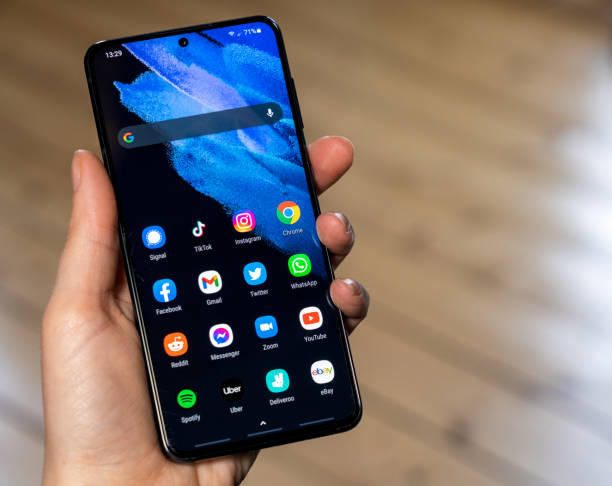 13:29
71%
Signal
TikTok
Instagram
Chrome
Facebook
Gmail
Twitter
WhatsApp
Reddit
Messenger
Zoom
YouTube
ebay
Uber
Spotify
Uber
Deliveroo
eBay